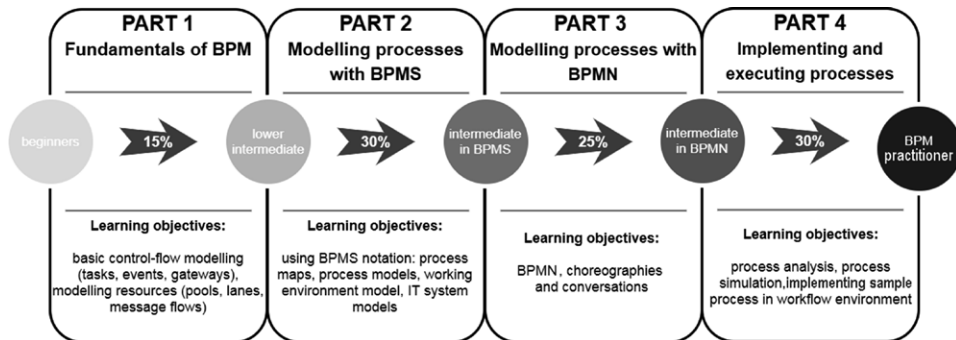 PART 1
Fundamentals of BPM
PART 2
Modelling processes
with BPMS
PART 3
Modelling processes with
BPMN
PART 4
Implementing and
executing processes
beginners
15%
lower
intermediate
30%
intermediate
in BPMS
25%
intermediate
in BPMN
30%
BPM
practitioner
Learning objectives:
basic control-flow modelling
(tasks, events, gateways),
modelling resources (pools, lanes,
message flows)
Learning objectives:
using BPMS notation: process
maps, process models, working
environment model, IT system
models
Learning objectives:
BPMN, choreographies
and conversations
Learning objectives:
process analysis, process
simulation,implementing sample
process in workflow environment